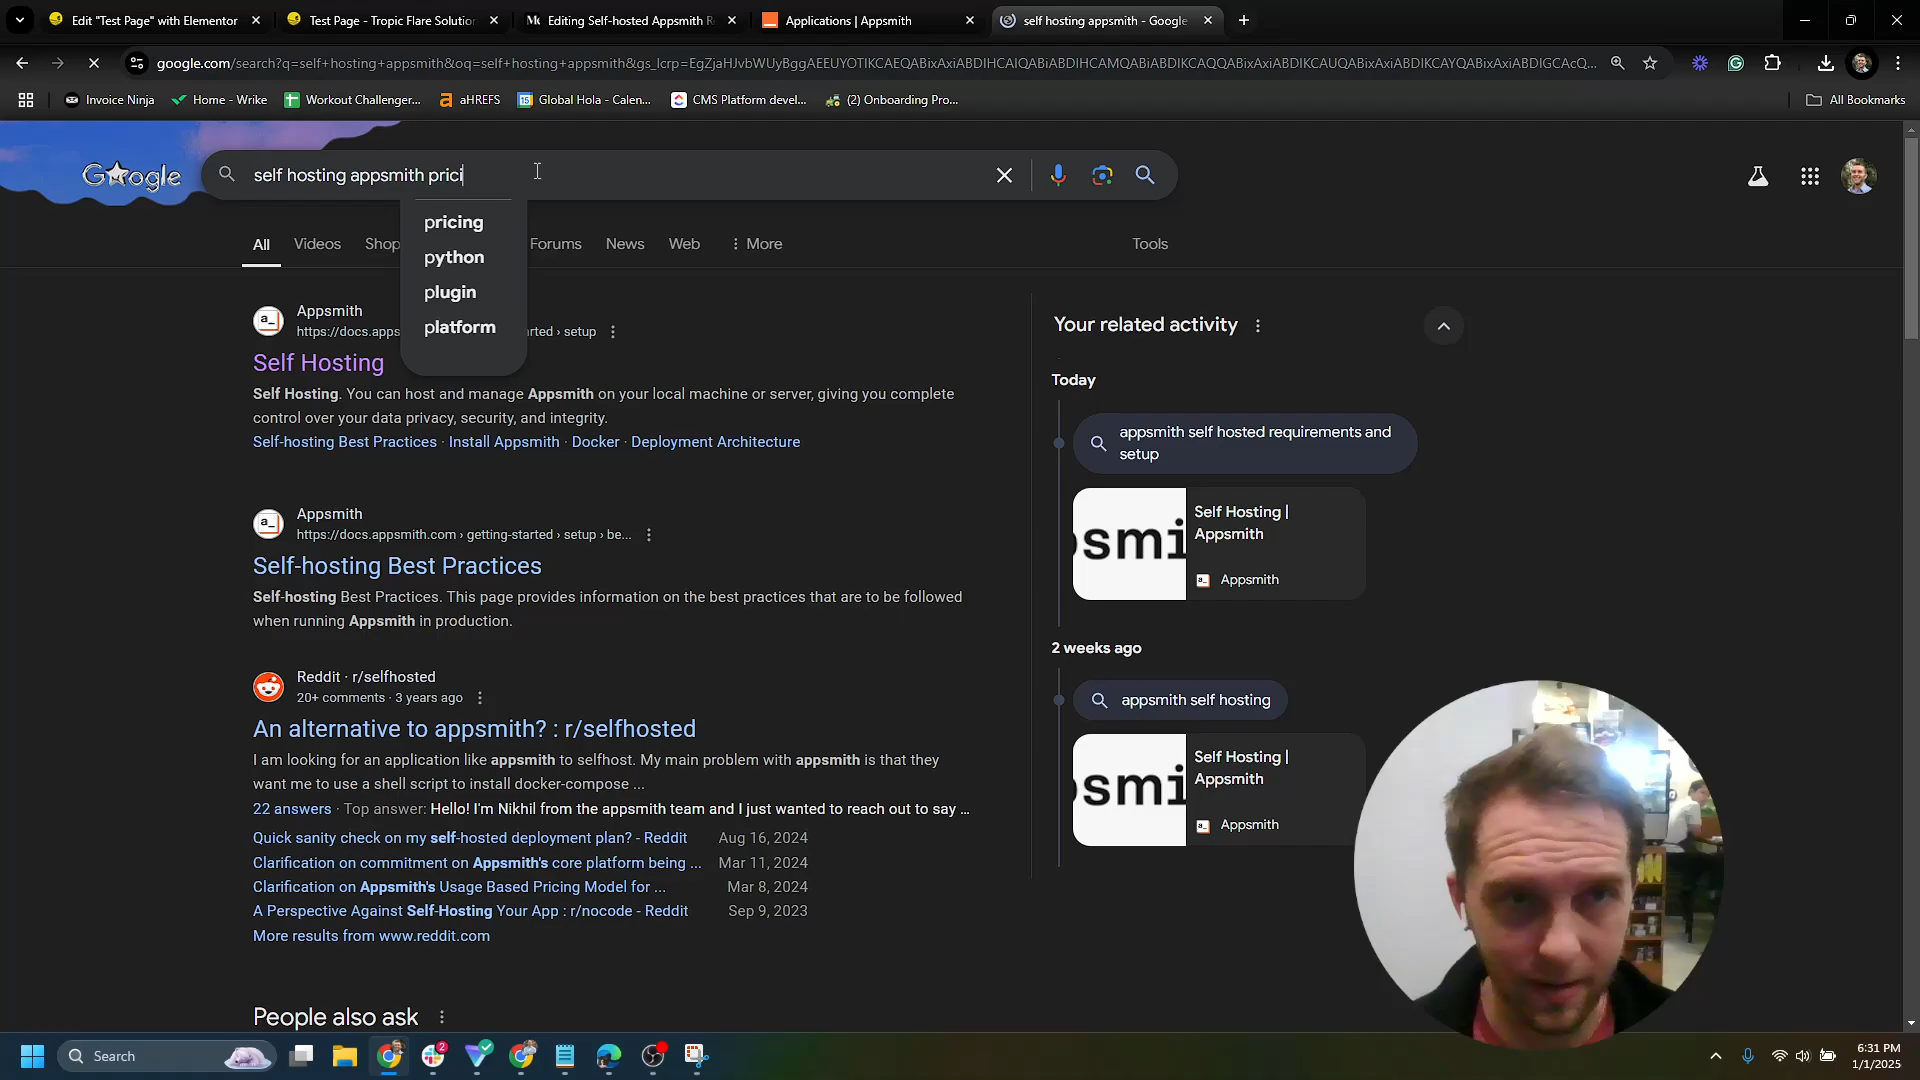 Edit "Test Page" with Elementor
Test Page - Tropic Flare Solution
Editing Self-hosted Appsmith R
Applications | Appsmith
self hosting appsmith - Google
google.com/search?q=self+hosting+appsmith&oq=self+hosting+appsmith&gs_lcrp=EgZjaHJvbWUyBggAEEUYOTIKCAEQABixAxiABDIHCAIQABiABDIHCAMQABiABDIKCAQQABixAxiABDIKCAUQABixAxiABDIKCAYQABixAxiABDIGCAcQ...
Invoice Ninja
Home - Wrike
Workout Challenger...
aHREFS
Global Hola - Calen...
CMS Platform devel...
(2) Onboarding Pro...
All Bookmarks
Google
self hosting appsmith prici
pricing
python
plugin
platform
All
Videos
Shop
Forums
News
Web
More
Tools
Appsmith
https://docs.apps
rted › setup
Self Hosting
Self Hosting. You can host and manage Appsmith on your local machine or server, giving you complete
control over your data privacy, security, and integrity.
Self-hosting Best Practices · Install Appsmith · Docker · Deployment Architecture
Appsmith
https://docs.appsmith.com › getting-started › setup › be...
Self-hosting Best Practices
Self-hosting Best Practices. This page provides information on the best practices that are to be followed
when running Appsmith in production.
Reddit · r/selfhosted
20+ comments · 3 years ago
An alternative to appsmith? : r/selfhosted
I am looking for an application like appsmith to selfhost. My main problem with appsmith is that they
want me to use a shell script to install docker-compose ...
22 answers · Top answer: Hello! I'm Nikhil from the appsmith team and I just wanted to reach out to say ...
Quick sanity check on my self-hosted deployment plan? - Reddit Aug 16, 2024
Clarification on commitment on Appsmith's core platform being ... Mar 11, 2024
Clarification on Appsmith's Usage Based Pricing Model for ... Mar 8, 2024
A Perspective Against Self-Hosting Your App : r/nocode - Reddit Sep 9, 2023
More results from www.reddit.com
People also ask
Your related activity
Today
appsmith self hosted requirements and
setup
osmi
Self Hosting |
Appsmith
Appsmith
2 weeks ago
appsmith self hosting
osmi
Self Hosting |
Appsmith
Appsmith
Search
2
6:31 PM
1/1/2025